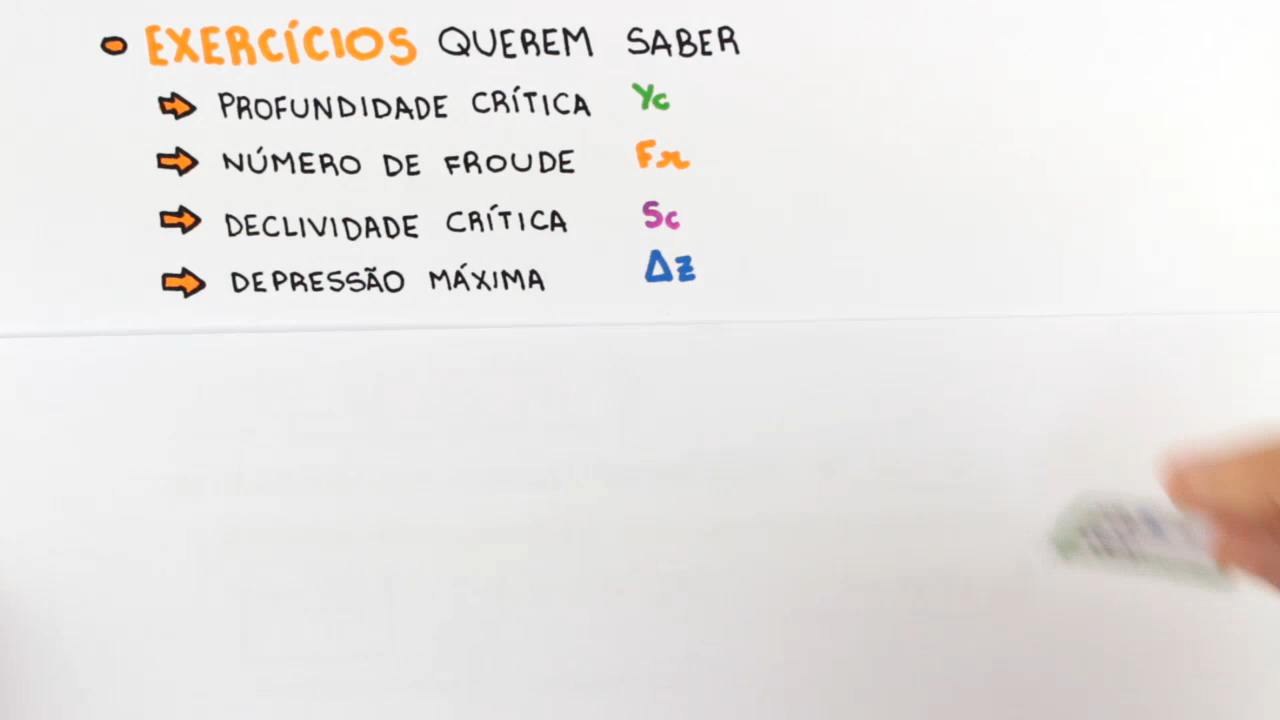 EXERCÍCIOS QUEREM SABER
PROFUNDIDADE CRÍTICA Yc
NÚMERO DE FROUDE Fr
DECLIVIDADE CRÍTICA Sc
DEPRESSÃO MÁXIMA ΔZ